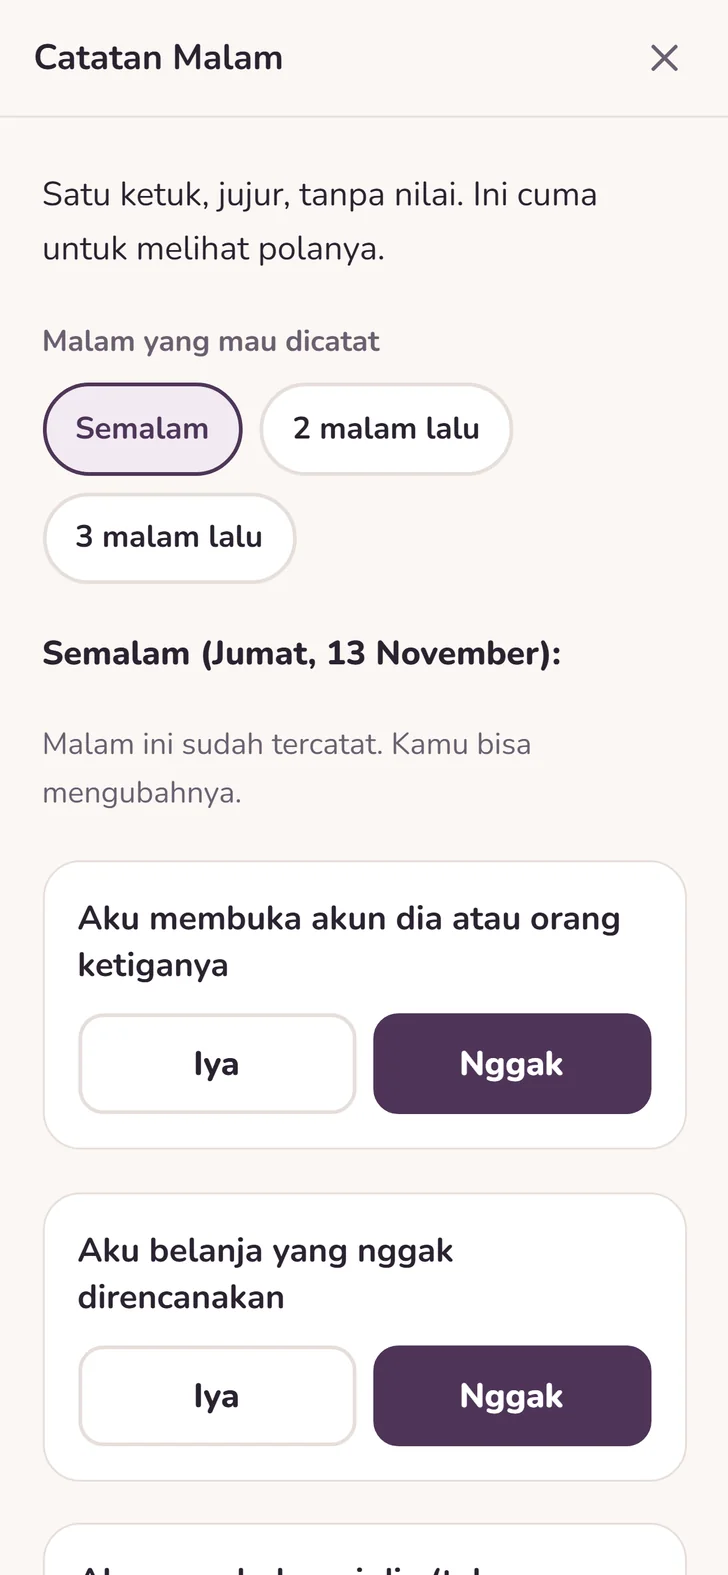 Catatan Malam
Satu ketuk, jujur, tanpa nilai. Ini cuma
untuk melihat polanya.
Malam yang mau dicatat
Semalam
2 malam lalu
3 malam lalu
Semalam (Jumat, 13 November):
Malam ini sudah tercatat. Kamu bisa
mengubahnya.
Aku membuka akun dia atau orang
ketiganya
Iya
Nggak
Aku belanja yang nggak
direncanakan
Iya
Nggak